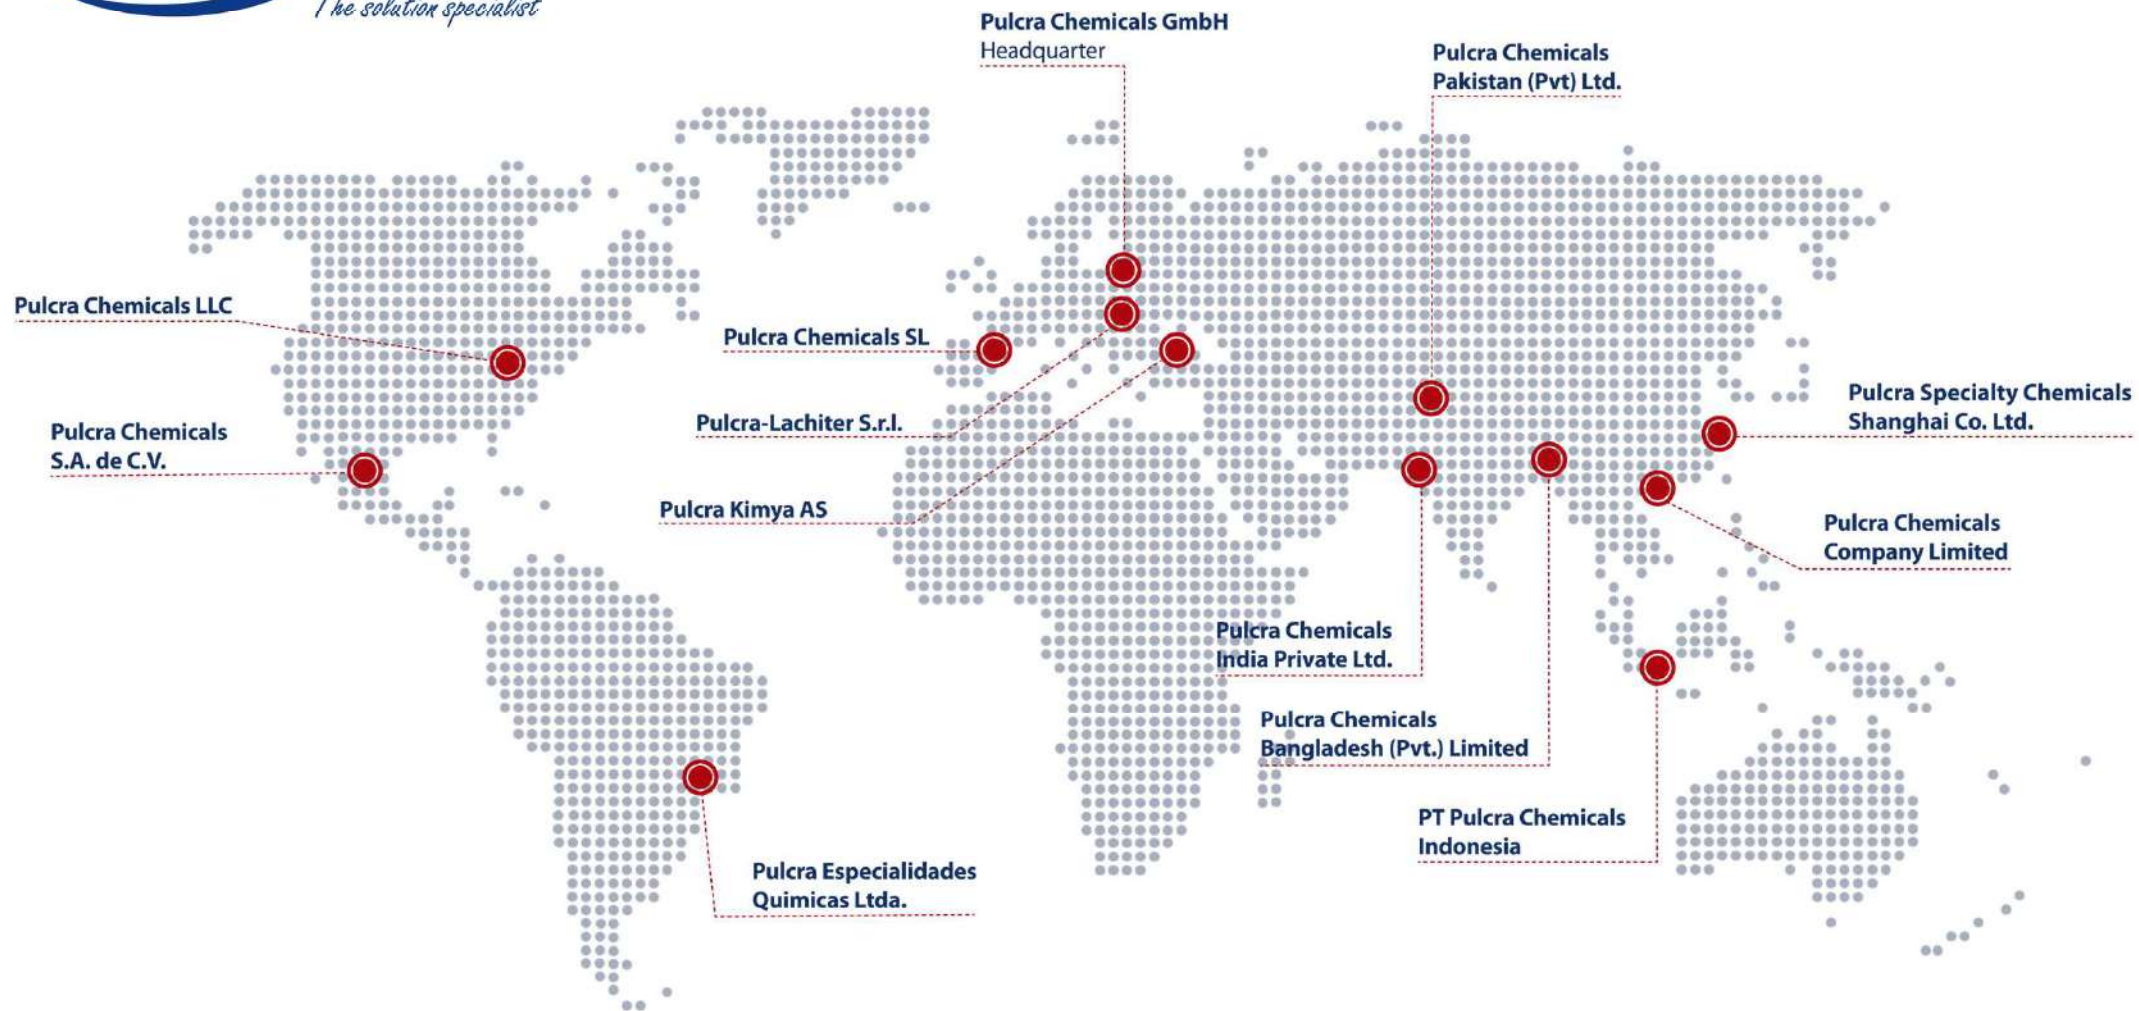 The solution specialist
Pulcra Chemicals GmbH
Headquarter
Pulcra Chemicals
Pakistan (Pvt) Ltd.
Pulcra Chemicals LLC
Pulcra Chemicals SL
Pulcra Specialty Chemicals
Shanghai Co. Ltd.
Pulcra-Lachiter S.r.l.
Pulcra Chemicals
S.A. de C.V.
Pulcra Kimya AS
Pulcra Chemicals
Company Limited
Pulcra Chemicals
India Private Ltd.
Pulcra Chemicals
Bangladesh (Pvt.) Limited
PT Pulcra Chemicals
Indonesia
Pulcra Especialidades
Quimicas Ltda.